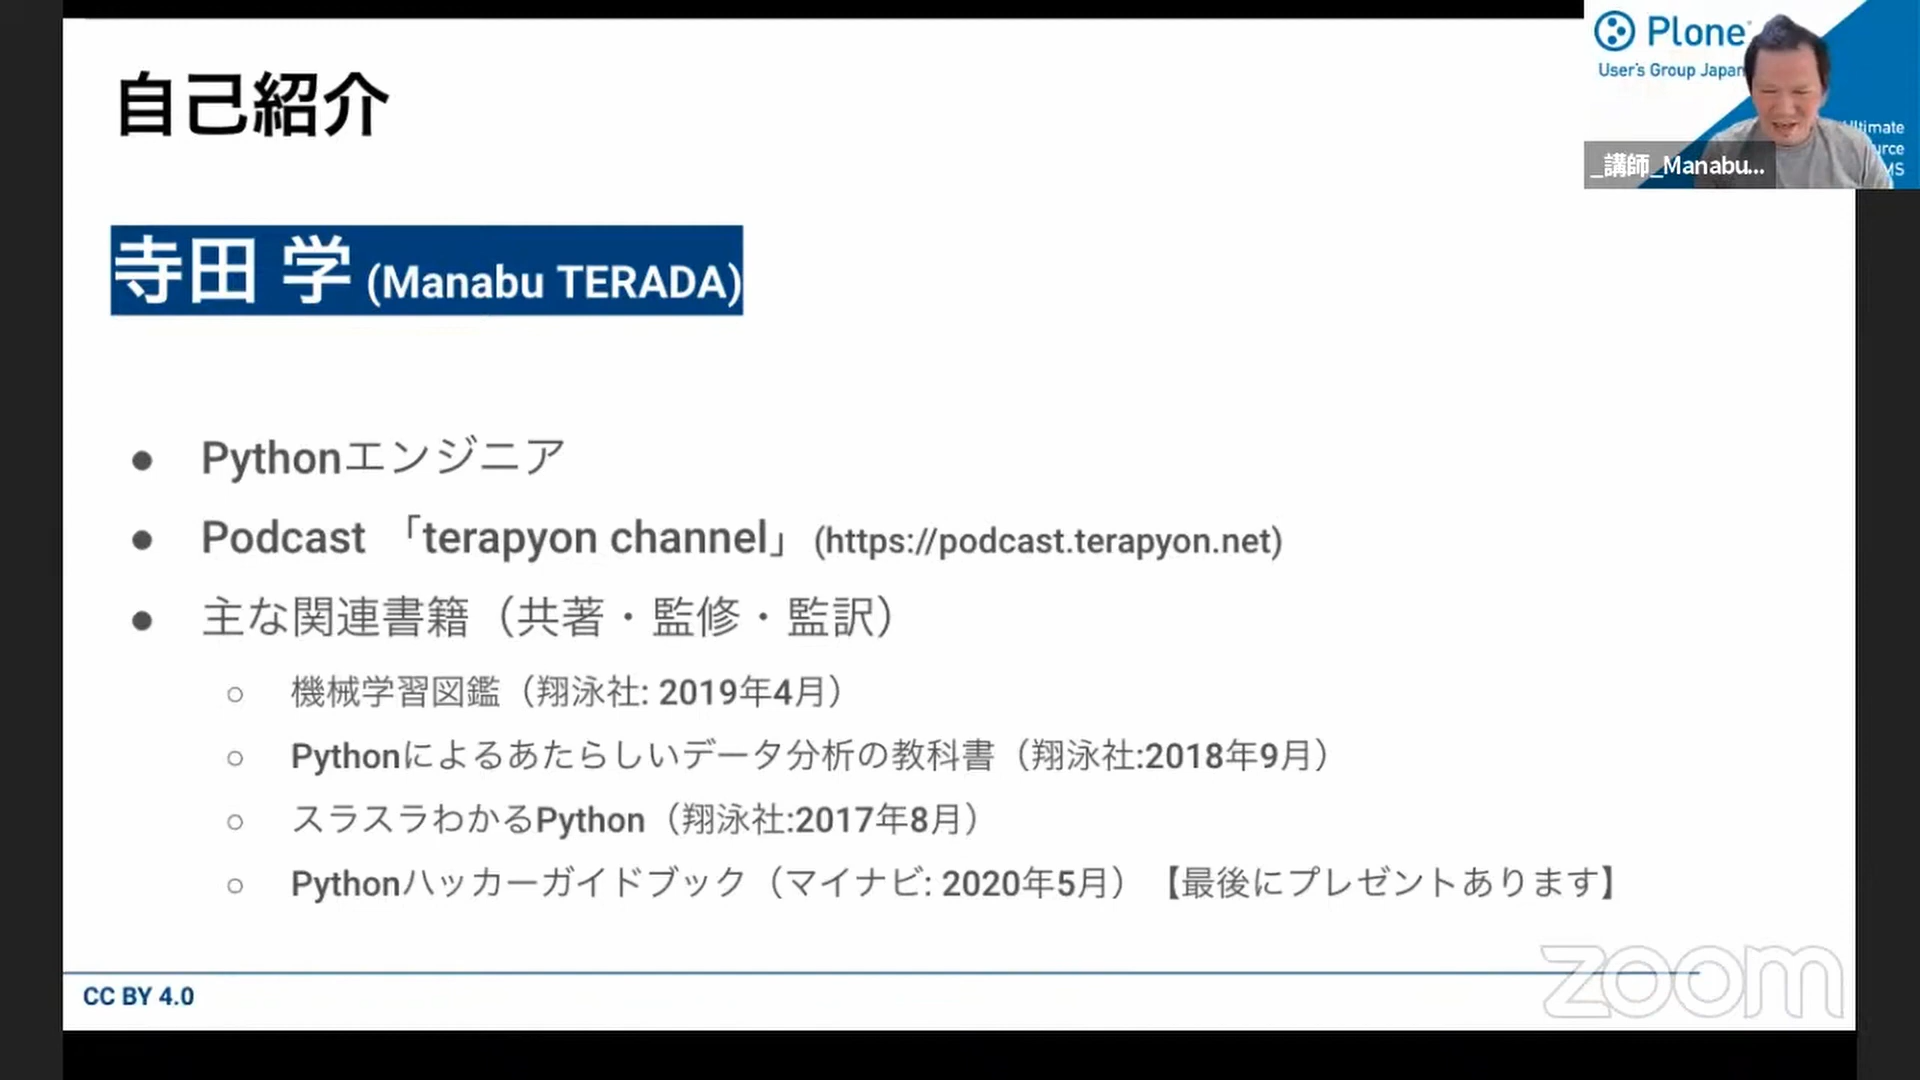 自己紹介
寺田 学 (Manabu TERADA)
● Pythonエンジニア
● Podcast 「terapyon channel」 (https://podcast.terapyon.net)
● 主な関連書籍（共著・監修・監訳）
○ 機械学習図鑑（翔泳社: 2019年4月）
○ Pythonによるあたらしいデータ分析の教科書（翔泳社:2018年9月）
○ スラスラわかるPython（翔泳社:2017年8月）
○ Pythonハッカーガイドブック（マイナビ: 2020年5月）【最後にプレゼントあります】
CC BY 4.0
Plone
User's Group Japan
_講師_Manabu...
zoom